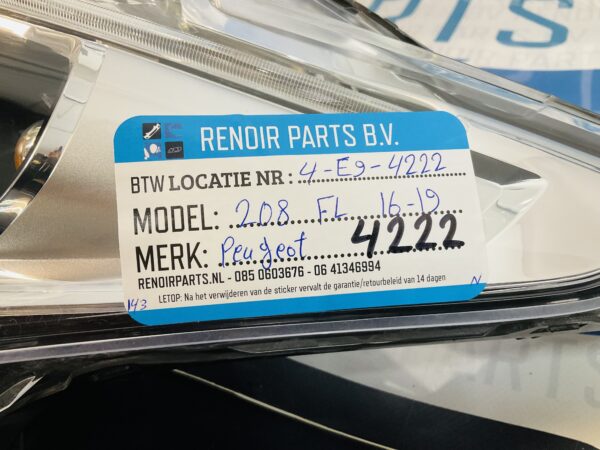 RENOIR PARTS B.V.
BTW LOCATIE NR: 4-E9-4222
MODEL: 208 FL 16-19
MERK: Peugeot 4222
RENOIRPARTS.NL - 085 0603676 - 06 41346994
LETOP: Na het verwijderen van de sticker vervalt de garantie/retourbeleid van 14 dagen
143 N